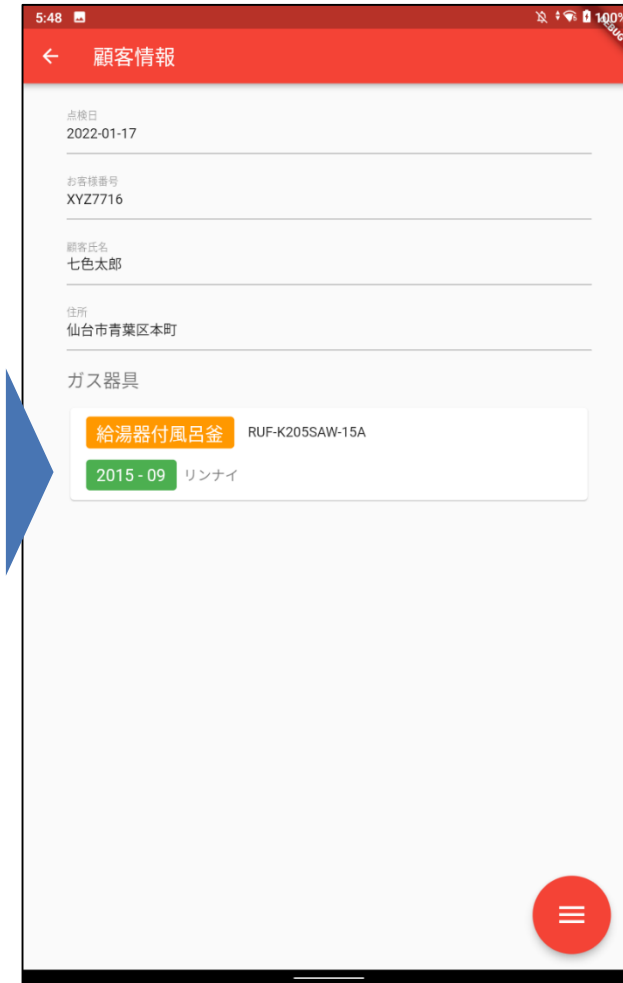 5:48
100%
DEBUG
顧客情報
点検日
2022-01-17
お客様番号
XYZ7716
顧客氏名
七色太郎
住所
仙台市青葉区本町
ガス器具
給湯器付風呂釜 RUF-K205SAW-15A
2015 - 09 リンナイ